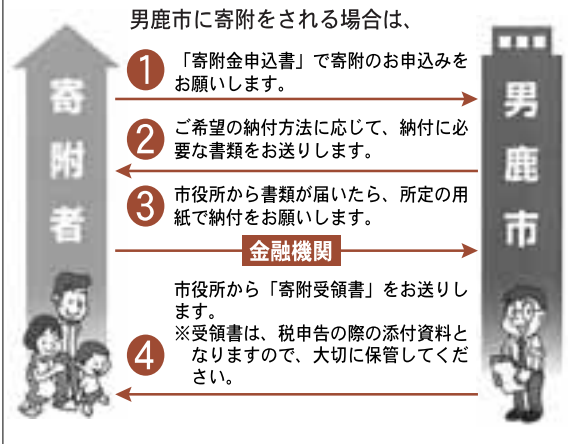 男鹿市に寄附をされる場合は、
寄附者
男鹿市
1
「寄附金申込書」で寄附のお申込みを
お願いします。
2
ご希望の納付方法に応じて、納付に必
要な書類をお送りします。
3
市役所から書類が届いたら、所定の用
紙で納付をお願いします。
金融機関
4
市役所から「寄附受領書」をお送りし
ます。
※受領書は、税申告の際の添付資料と
なりますので、大切に保管してくだ
さい。